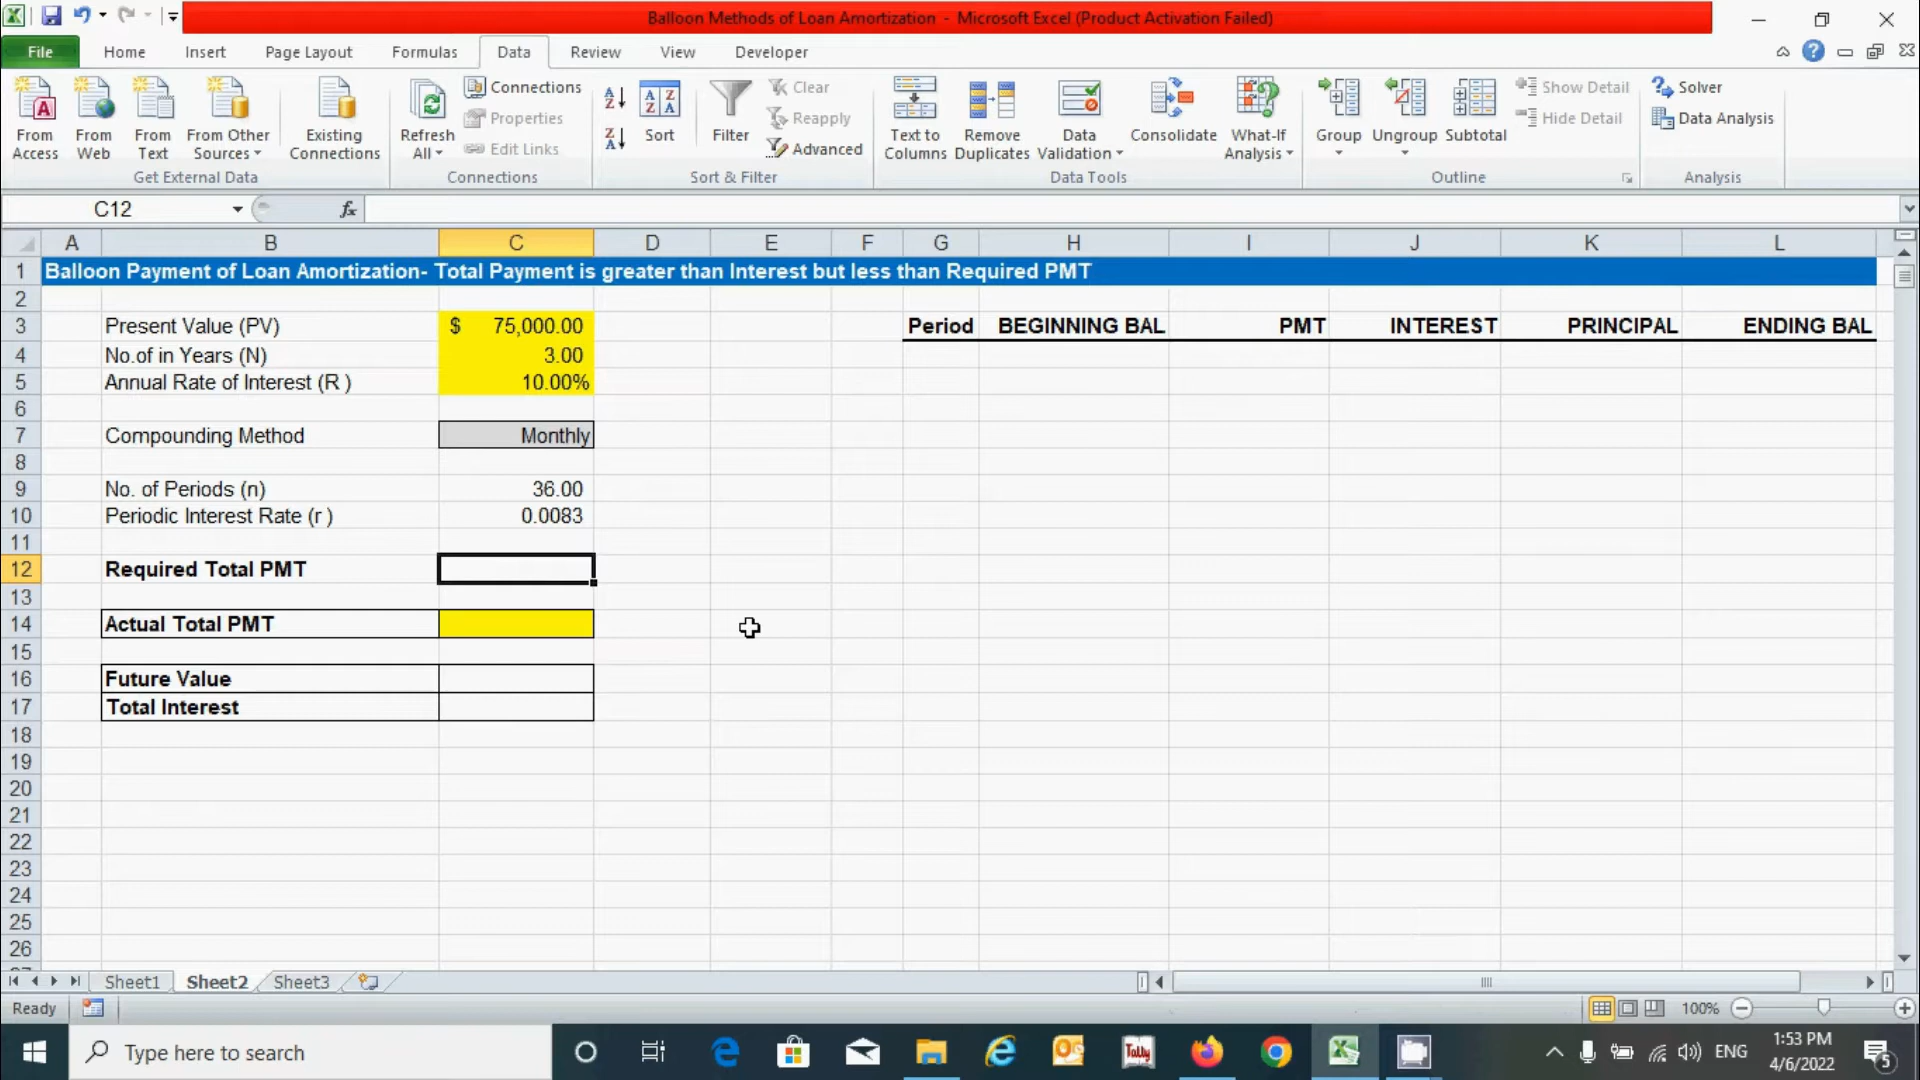 Balloon Methods of Loan Amortization - Microsoft Excel (Product Activation Failed)
File Home Insert Page Layout Formulas Data Review View Developer
From Access
From Web
From Text
From Other Sources
Existing Connections
Get External Data
Refresh All
Connections
Properties
Edit Links
Connections
Sort
Filter
Clear
Reapply
Advanced
Sort & Filter
Text to Columns
Remove Duplicates
Data Validation
Consolidate
What-If Analysis
Data Tools
Group
Ungroup
Subtotal
Show Detail
Hide Detail
Outline
Solver
Data Analysis
Analysis
C12 fx
A B C D E F G H I J K L
1 Balloon Payment of Loan Amortization- Total Payment is greater than Interest but less than Required PMT
2
3 Present Value (PV) $ 75,000.00 Period BEGINNING BAL PMT INTEREST PRINCIPAL ENDING BAL
4 No.of in Years (N) 3.00
5 Annual Rate of Interest (R ) 10.00%
6
7 Compounding Method Monthly
8
9 No. of Periods (n) 36.00
10 Periodic Interest Rate (r ) 0.0083
11
12 Required Total PMT
13
14 Actual Total PMT
15
16 Future Value
17 Total Interest
18
19
20
21
22
23
24
25
26
Sheet1 Sheet2 Sheet3
Ready 100%
Type here to search
Tally
ENG
1:53 PM
4/6/2022
5